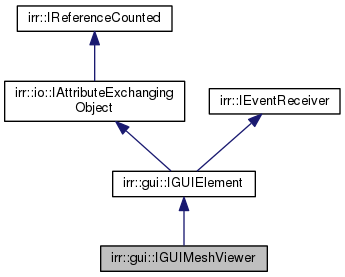 irr::IReferenceCounted
irr::io::IAttributeExchanging
Object
irr::IEventReceiver
irr::gui::IGUIElement
irr::gui::IGUIMeshViewer